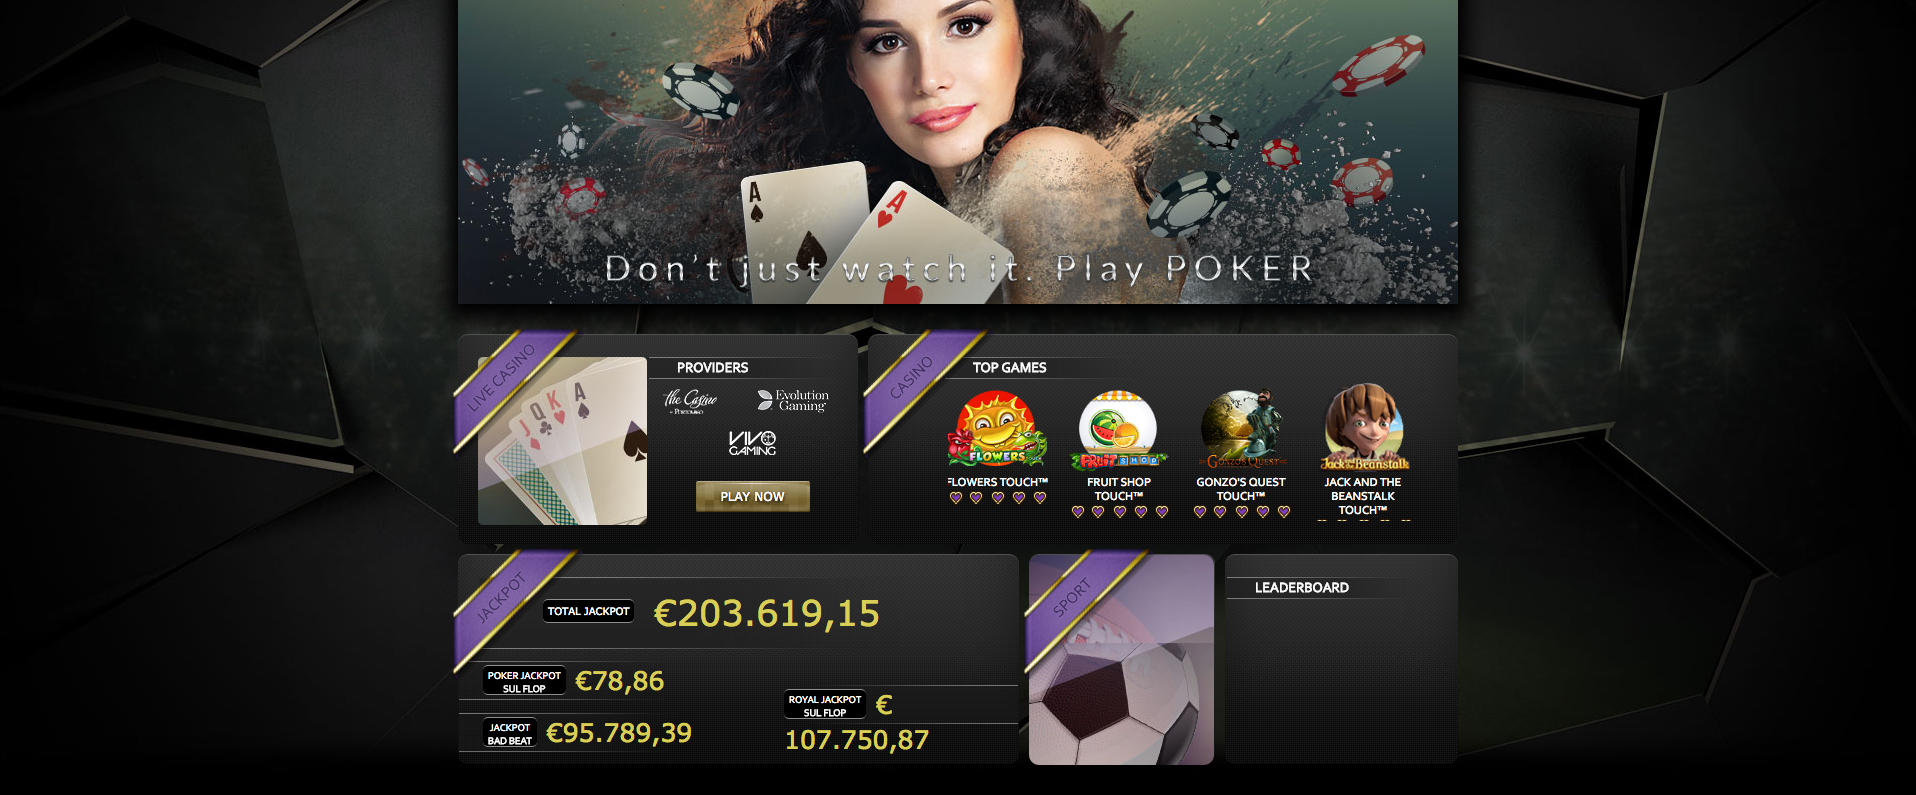 A
A
Don't just watch it. Play POKER
LIVE CASINO
J
Q
K
A
PROVIDERS
the Casino
BY PORTOMASO
Evolution
Gaming
VIVO
GAMING
PLAY NOW
CASINO
TOP GAMES
FLOWERS
TOUCH
FRUIT SHOP
GONZO'S QUEST
Jack and the Beanstalk
FLOWERS TOUCH™
FRUIT SHOP
TOUCH™
GONZO'S QUEST
TOUCH™
JACK AND THE
BEANSTALK
TOUCH™
JACKPOT
TOTAL JACKPOT €203.619,15
POKER JACKPOT
SUL FLOP
€78,86
JACKPOT
BAD BEAT
€95.789,39
ROYAL JACKPOT
SUL FLOP
€
107.750,87
SPORT
LEADERBOARD